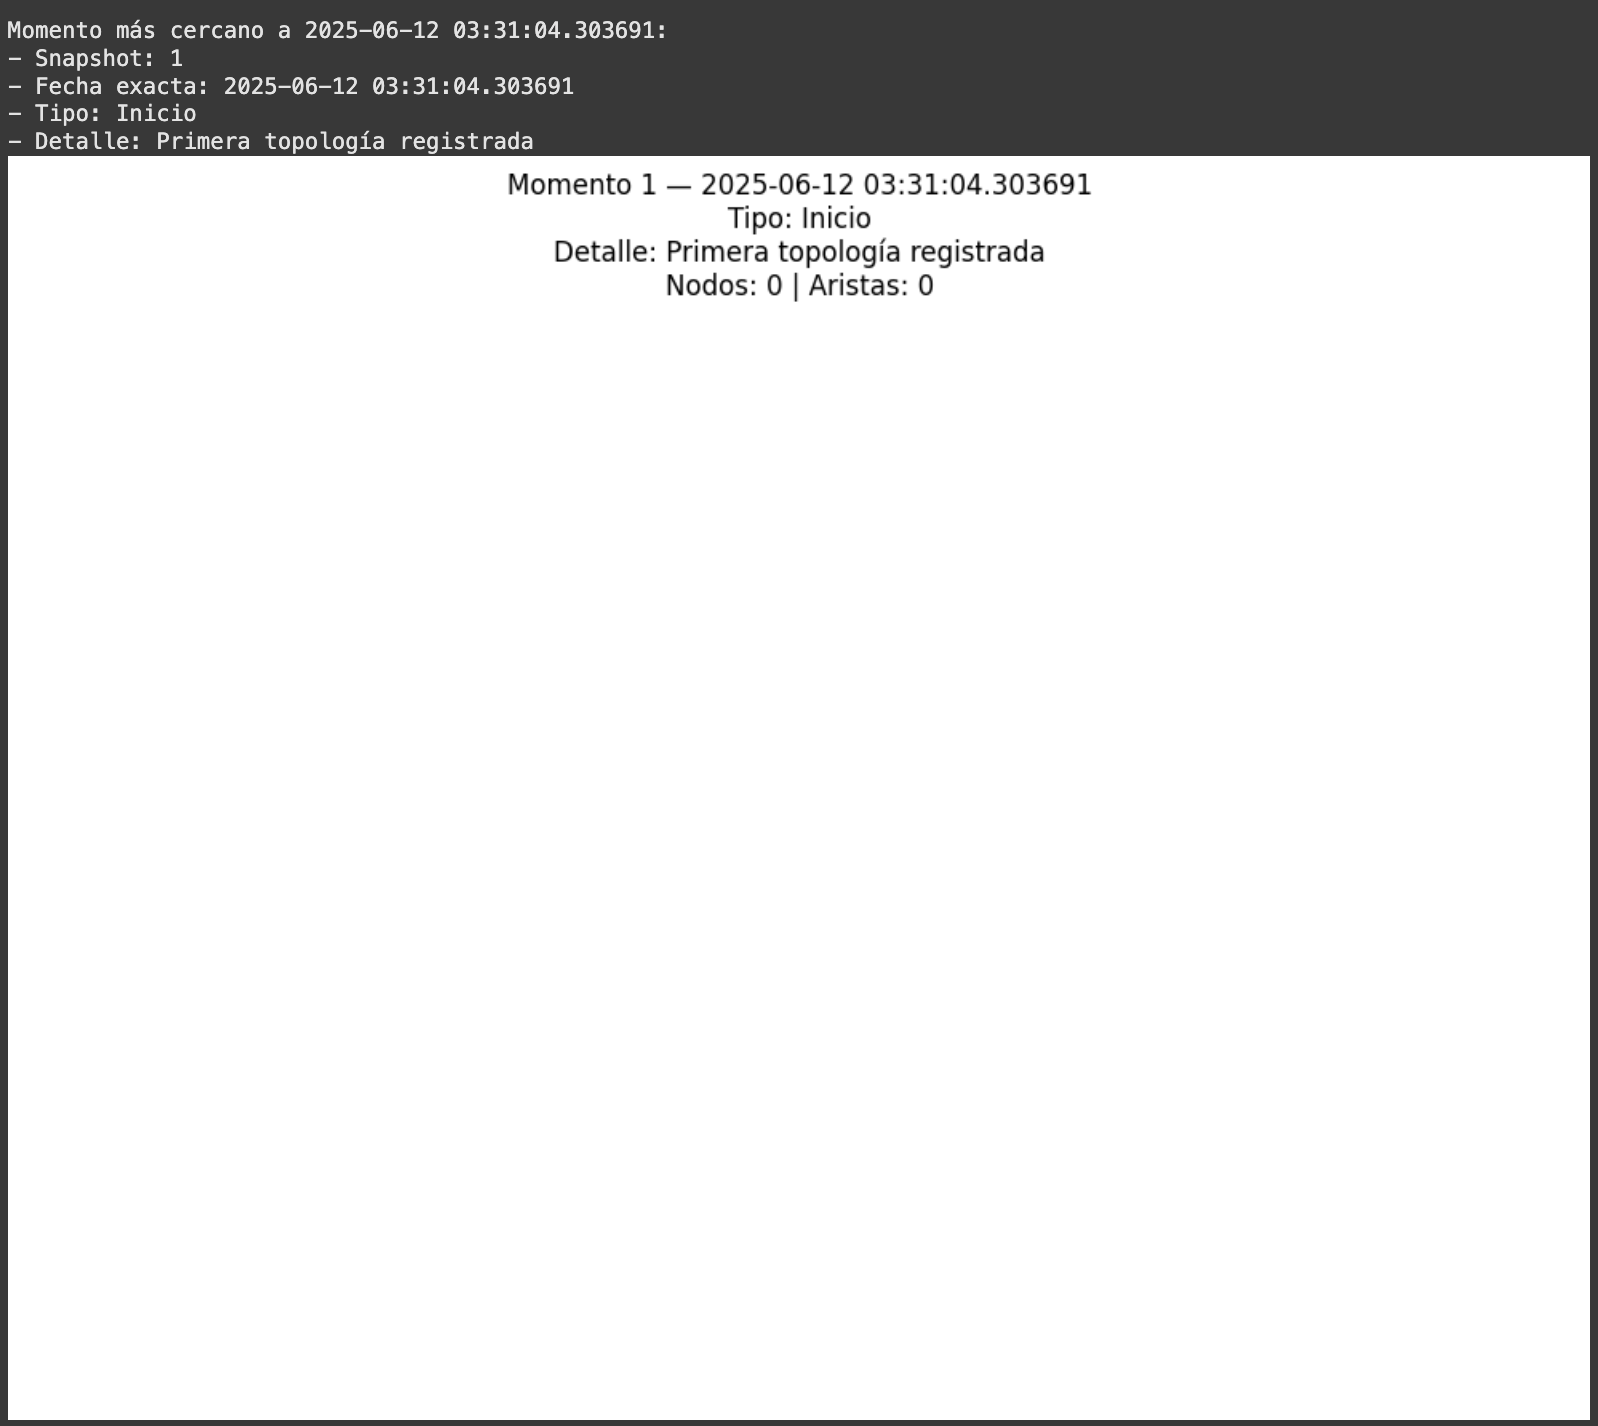 Momento más cercano a 2025-06-12 03:31:04.303691:
- Snapshot: 1
- Fecha exacta: 2025-06-12 03:31:04.303691
- Tipo: Inicio
- Detalle: Primera topología registrada
Momento 1 — 2025-06-12 03:31:04.303691
Tipo: Inicio
Detalle: Primera topología registrada
Nodos: 0 | Aristas: 0